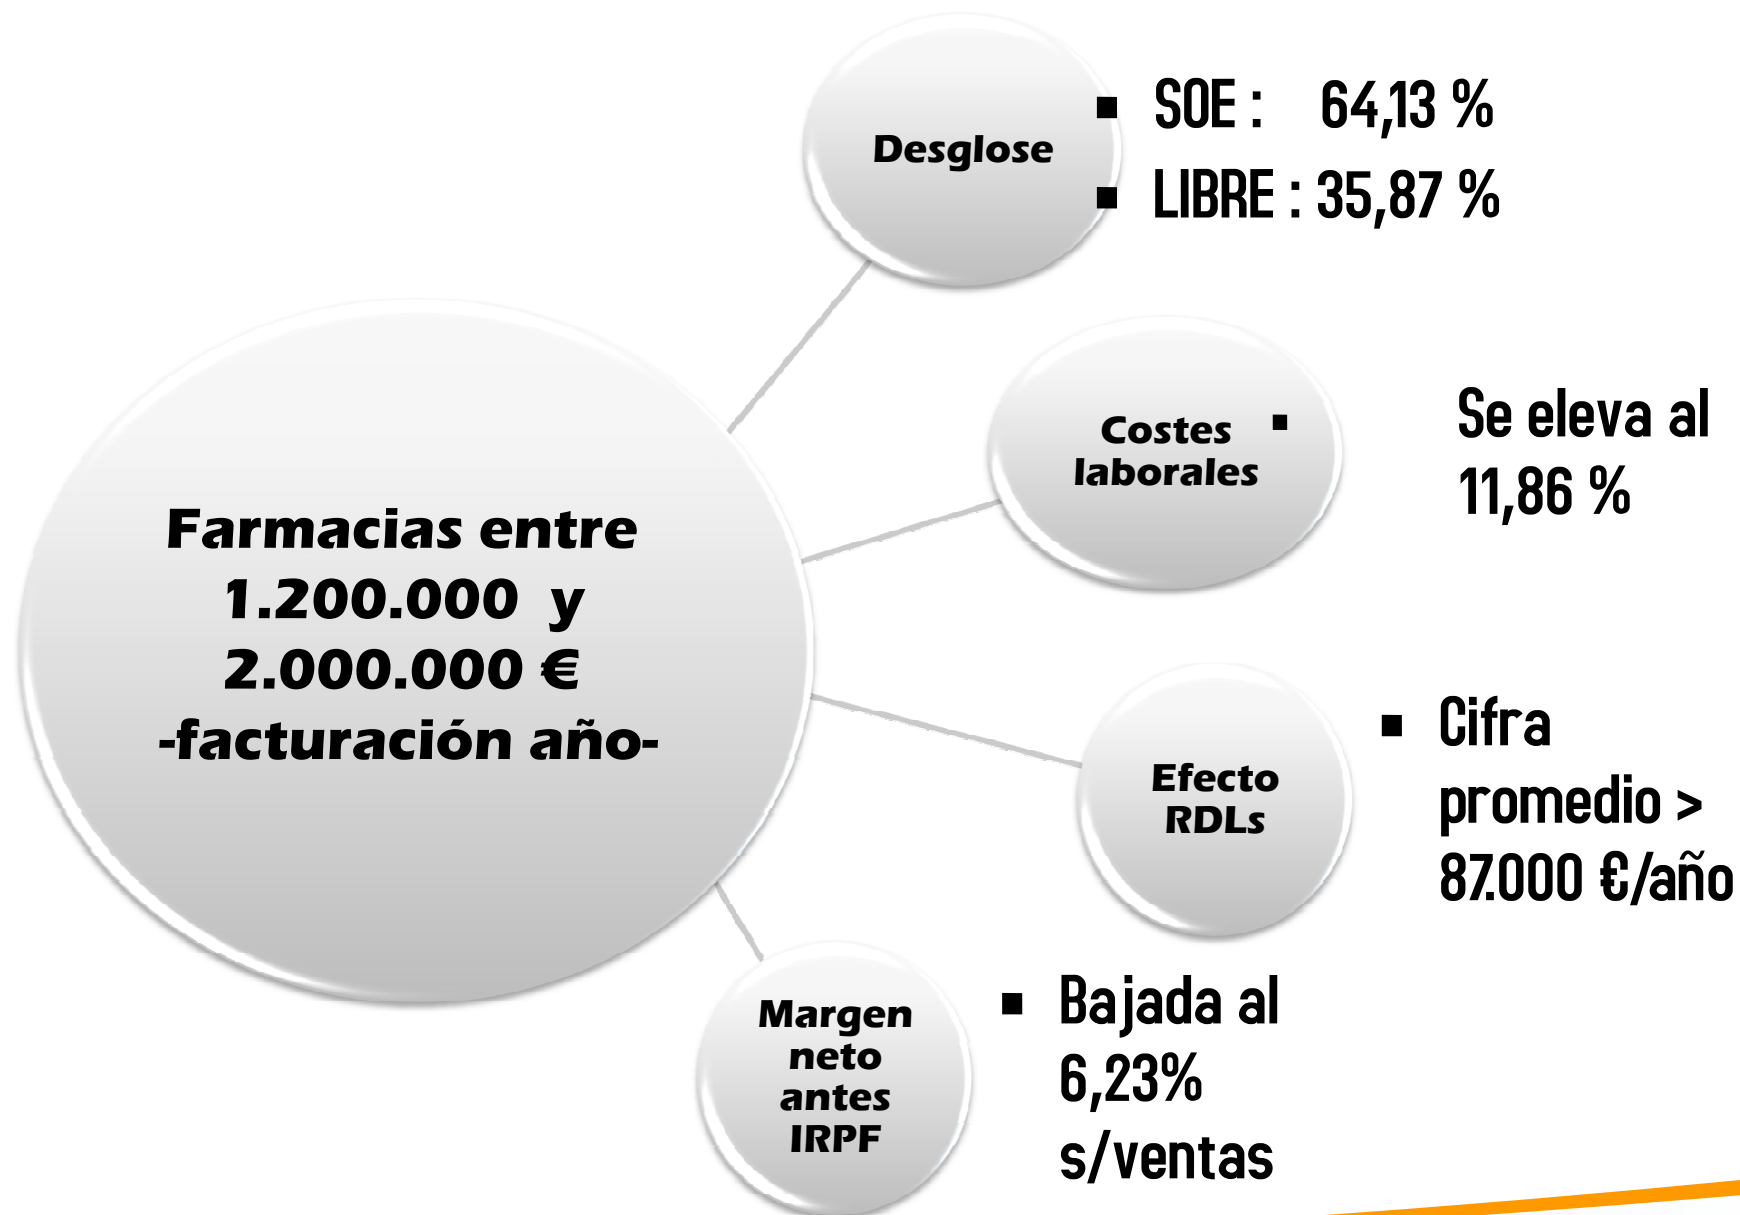 Desglose
▪ SOE : 64,13 %
▪ LIBRE : 35,87 %
Costes
laborales
▪ Se eleva al
11,86 %
Farmacias entre
1.200.000 y
2.000.000 €
-facturación año-
Efecto
RDLs
▪ Cifra
promedio >
87.000 €/año
Margen
neto
antes
IRPF
▪ Bajada al
6,23%
s/ventas